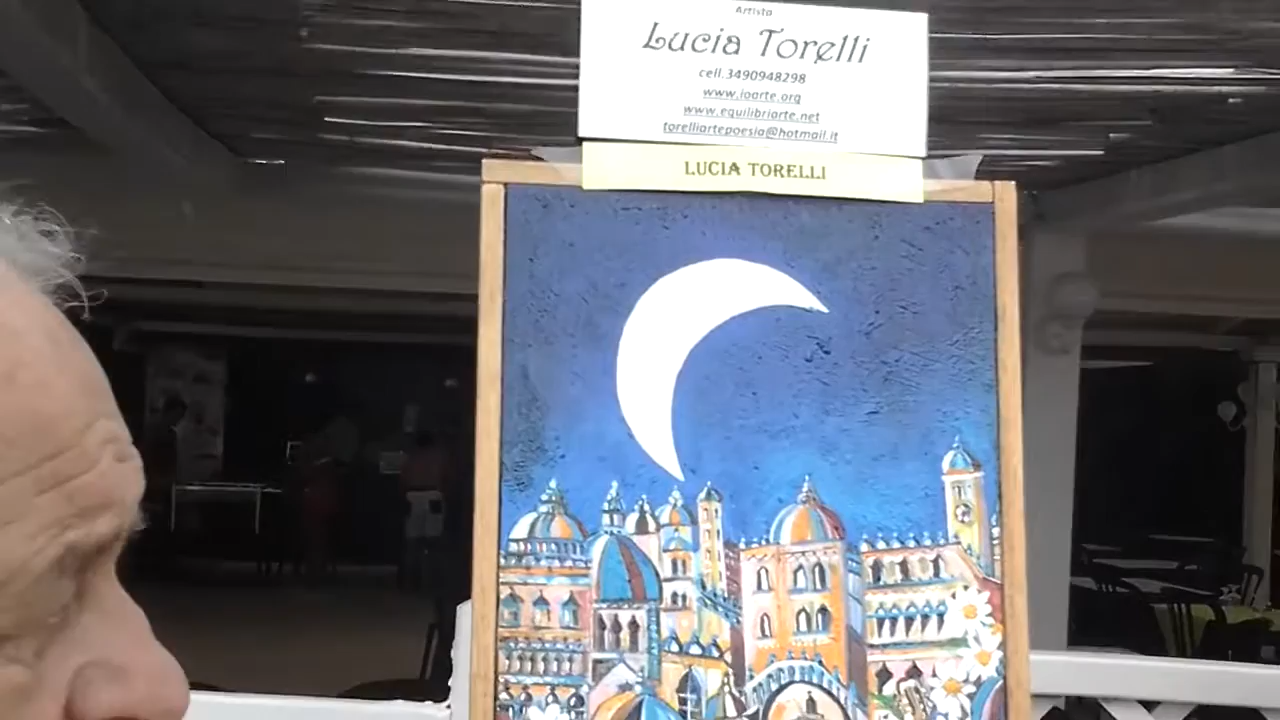 Artista
Lucia Torelli
cell.3490948298
www.ioarte.org
www.equilibriarte.net
torelliartepoesia@hotmail.it
LUCIA TORELLI